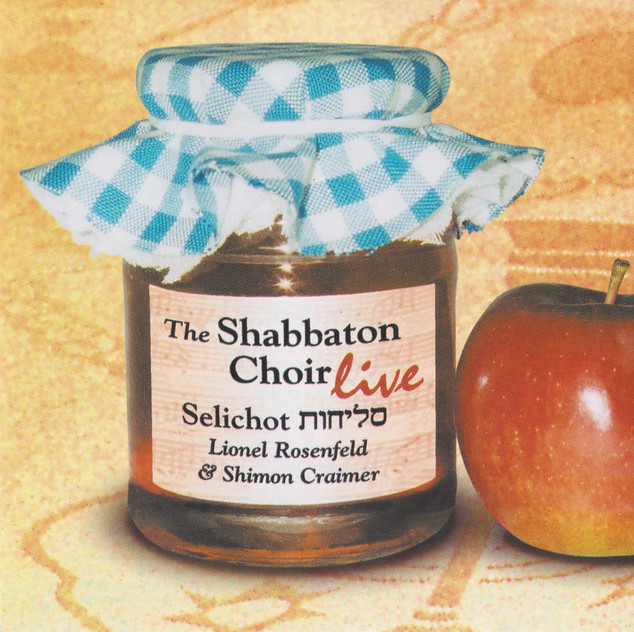 The Shabbaton
Choir live
Selichot סליחות
Lionel Rosenfeld
& Shimon Craimer